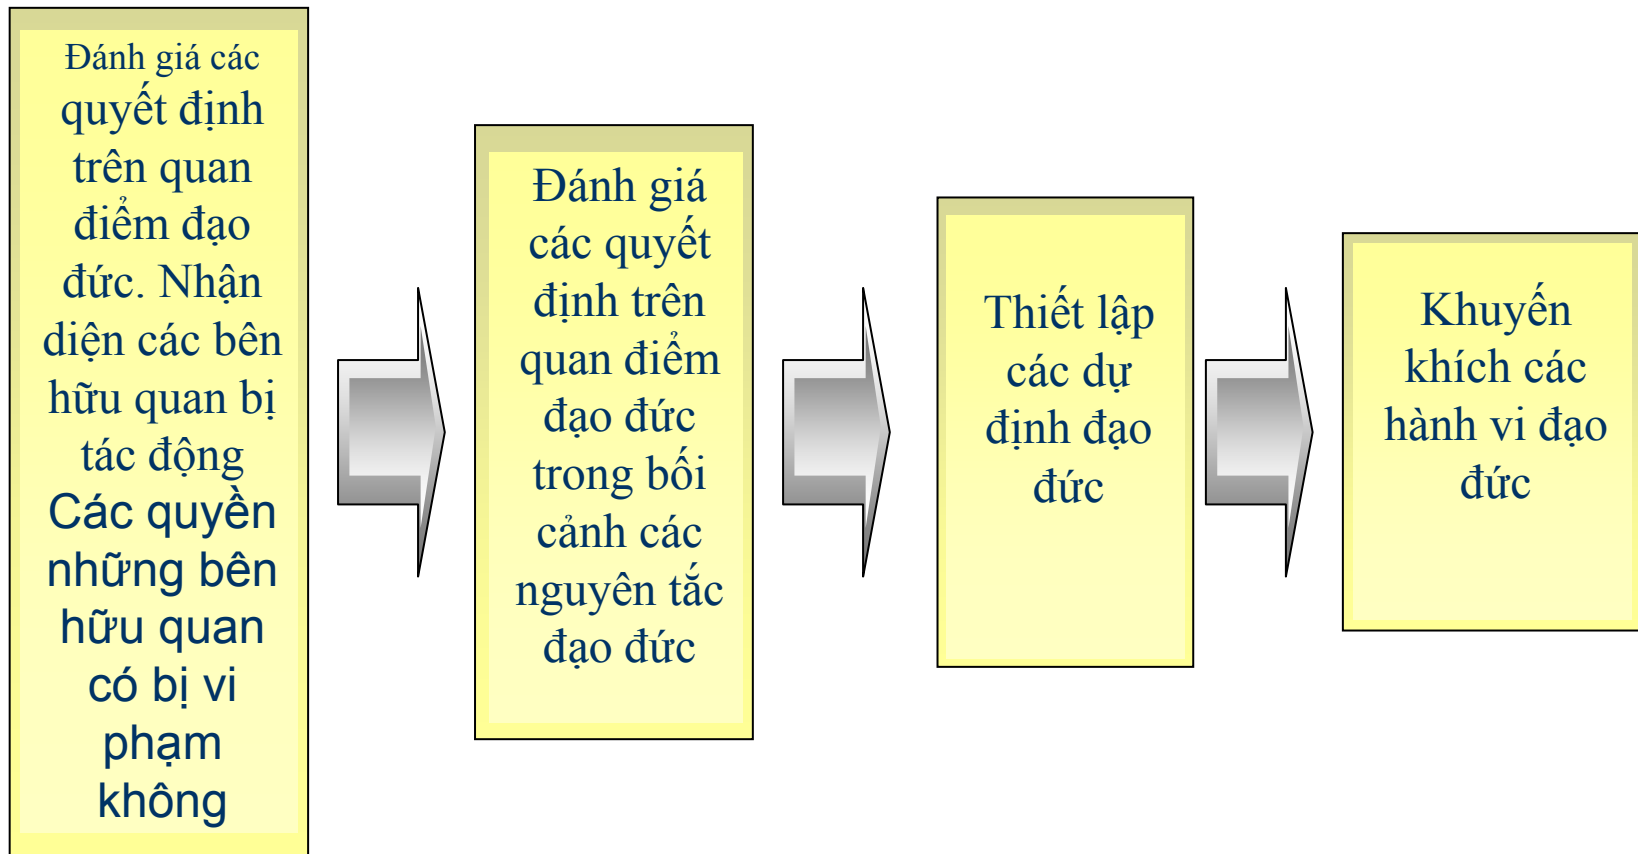 Đánh giá các
quyết định
trên quan
điểm đạo
đức. Nhận
diện các bên
hữu quan bị
tác động
Các quyền
những bên
hữu quan
có bị vi
phạm
không
Đánh giá
các quyết
định trên
quan điểm
đạo đức
trong bối
cảnh các
nguyên tắc
đạo đức
Thiết lập
các dự
định đạo
đức
Khuyến
khích các
hành vi đạo
đức